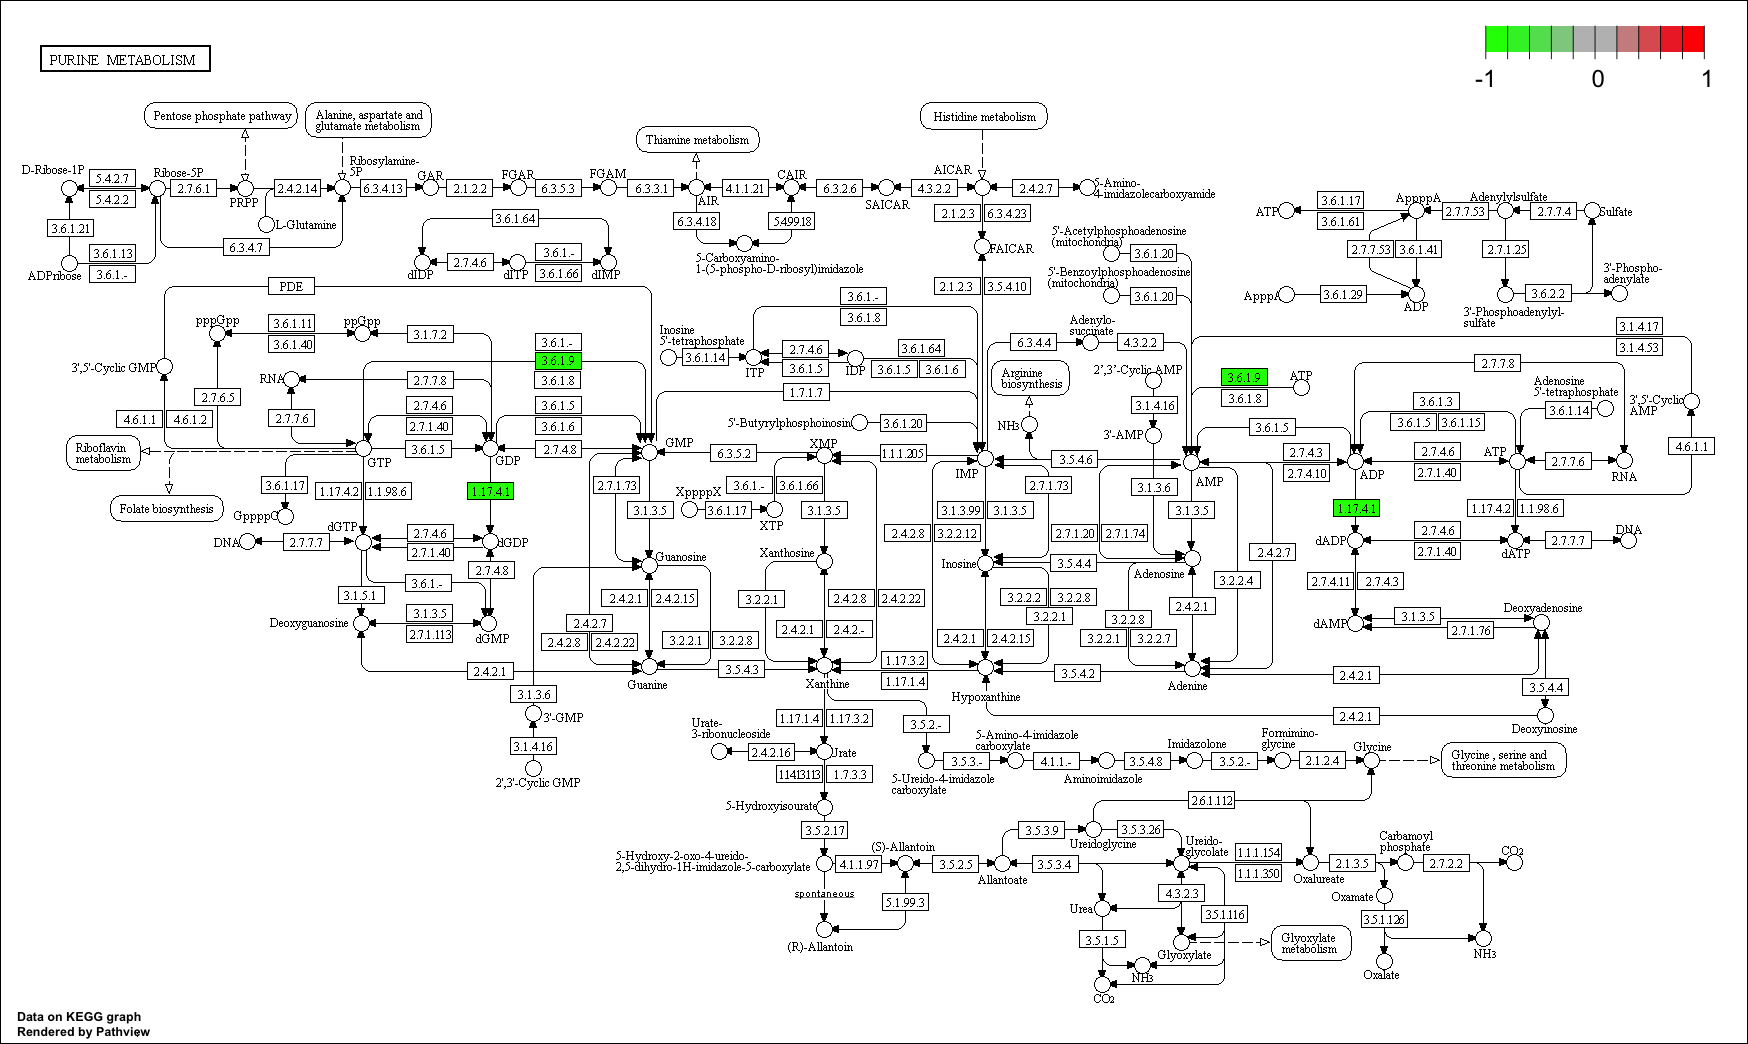 PURINE METABOLISM
-1 0 1
Pentose phosphate pathway
Alanine, aspartate and
glutamate metabolism
Thiamine metabolism
Histidine metabolism
D-Ribose-1P
5.4.2.7
5.4.2.2
Ribose-5P
2.7.6.1
PRPP
2.4.2.14
Ribosylamine-
5P
6.3.4.13
GAR
2.1.2.2
FGAR
6.3.5.3
FGAM
6.3.3.1
AIR
4.1.1.21
CAIR
6.3.2.6
SAICAR
4.3.2.2
AICAR
2.4.2.7
5-Amino-
4-imidazolecarboxyamide
3.6.1.21
L-Glutamine
6.3.4.7
3.6.1.13
3.6.1.-
ADPribose
3.6.1.64
dIDP
2.7.4.6
dITP
3.6.1.-
3.6.1.66
dIMP
6.3.4.18
5.4.99.18
5-Carboxyamino-
1-(5-phospho-D-ribosyl)imidazole
2.1.2.3
6.3.4.23
FAICAR
2.1.2.3
3.5.4.10
5'-Acetylphosphoadenosine
(mitochondria)
3.6.1.20
5'-Benzoylphosphoadenosine
(mitochondria)
3.6.1.20
ATP
3.6.1.17
3.6.1.61
AppppA
2.7.7.53
Adenylylsulfate
2.7.7.4
Sulfate
2.7.7.53
3.6.1.41
2.7.1.25
AppppA
3.6.1.29
ADP
3.6.2.2
3'-Phospho-
adenylate
3'-Phosphoadenylyl-
sulfate
PDE
pppGpp
3.6.1.11
3.6.1.40
ppGpp
3.1.7.2
3.6.1.-
3.6.1.9
3.6.1.8
3',5'-Cyclic GMP
RNA
2.7.7.8
2.7.6.5
4.6.1.1
4.6.1.2
2.7.7.6
2.7.4.6
2.7.1.40
3.6.1.5
3.6.1.6
Riboflavin
metabolism
GTP
3.6.1.5
GDP
2.7.4.8
GMP
Folate biosynthesis
3.6.1.17
GppppG
1.17.4.2
1.1.98.6
1.17.4.1
dGTP
DNA
2.7.7.7
2.7.4.6
2.7.1.40
dGDP
3.6.1.-
2.7.4.8
3.1.5.1
Deoxyguanosine
3.1.3.5
2.7.1.113
dGMP
2.4.2.1
3.1.3.6
3'-GMP
3.1.4.16
2',3'-Cyclic GMP
Inosine
5'-tetraphosphate
3.6.1.14
ITP
3.6.1.-
3.6.1.8
2.7.4.6
3.6.1.5
IDP
3.6.1.64
3.6.1.5
3.6.1.6
1.7.1.7
5'-Butyrylphosphoinosine
3.6.1.20
6.3.5.2
XMP
1.1.1.205
IMP
2.7.1.73
3.1.3.5
3.6.1.-
3.6.1.66
XppppX
3.6.1.17
XTP
3.1.3.5
Xanthosine
Guanosine
2.4.2.1
2.4.2.15
2.4.2.7
2.4.2.8
2.4.2.22
3.2.2.1
3.2.2.8
Guanine
3.5.4.3
3.2.2.1
2.4.2.8
2.4.2.22
2.4.2.1
2.4.2.-
Xanthine
1.17.3.2
1.17.1.4
Adenylo-
succinate
6.3.4.4
4.3.2.2
Arginine
biosynthesis
NH3
2',3'-Cyclic AMP
3.1.4.16
3'-AMP
3.6.1.9
3.6.1.8
ATP
3.5.4.6
AMP
2.7.1.73
3.1.3.6
3.1.3.99
3.1.3.5
3.1.3.5
2.4.2.8
3.2.2.12
2.7.1.20
2.7.1.74
Inosine
3.5.4.4
Adenosine
2.4.2.7
3.2.2.4
3.2.2.2
3.2.2.8
3.2.2.1
2.4.2.1
3.2.2.8
2.4.2.1
2.4.2.15
3.2.2.1
3.2.2.7
Hypoxanthine
3.5.4.2
Adenine
3.1.4.17
3.1.4.53
2.7.7.8
Adenosine
5'-tetraphosphate
3.6.1.14
3',5'-Cyclic
AMP
3.6.1.3
3.6.1.5
3.6.1.15
3.6.1.5
4.6.1.1
2.7.4.3
2.7.4.10
ADP
2.7.4.6
2.7.1.40
ATP
2.7.7.6
RNA
1.17.4.1
1.17.4.2
1.1.98.6
dADP
2.7.4.6
2.7.1.40
dATP
2.7.7.7
DNA
2.7.4.11
2.7.4.3
dAMP
3.1.3.5
2.7.1.76
Deoxyadenosine
2.4.2.1
3.5.4.4
2.4.2.1
Deoxyinosine
1.17.1.4
1.17.3.2
Urate-
3-ribonucleoside
2.4.2.16
Urate
1.7.3.3
3.5.2.-
5-Ureido-4-imidazole
carboxylate
3.5.3.-
5-Amino-4-imidazole
carboxylate
4.1.1.-
Aminoimidazole
3.5.4.8
Imidazolone
3.5.2.-
Formimino-
glycine
2.1.2.4
Glycine
Glycine , serine and
threonine metabolism
5-Hydroxyisourate
3.5.2.17
5-Hydroxy-2-oxo-4-ureido-
2,5-dihydro-1H-imidazole-5-carboxylate
4.1.1.97
(S)-Allantoin
3.5.2.5
Allantoate
spontaneous
5.1.99.3
(R)-Allantoin
2.6.1.112
3.5.3.9
Ureidoglycine
3.5.3.26
Ureido-
glycolate
3.5.3.4
1.1.1.154
1.1.1.350
Oxalureate
2.1.3.5
Carbamoyl
phosphate
2.7.2.2
CO2
4.3.2.3
Urea
3.5.1.116
3.5.1.5
Glyoxylate
Glyoxylate
metabolism
NH3
CO2
Oxamate
3.5.1.126
NH3
Oxalate
Data on KEGG graph
Rendered by Pathview